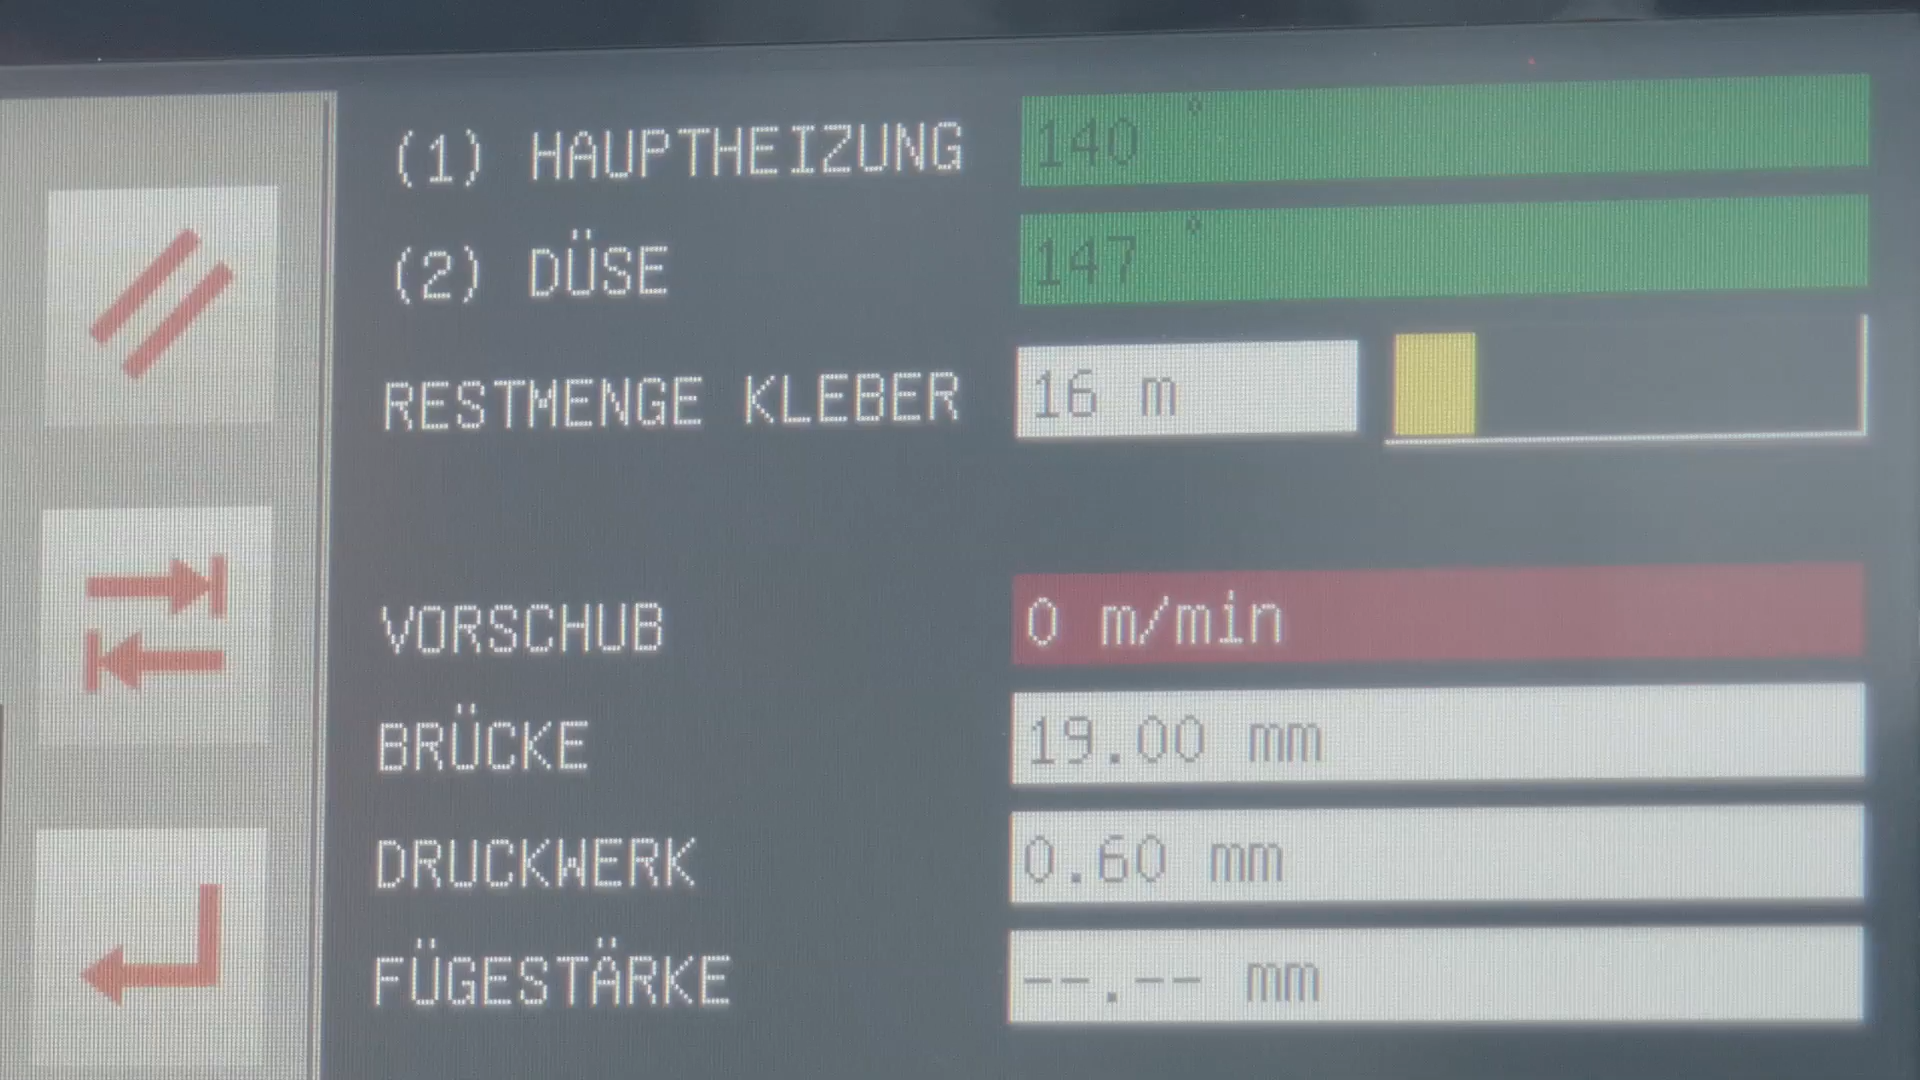 (1) HAUPTHEIZUNG 140 °
(2) DÜSE 147 °
RESTMENGE KLEBER 16 m
VORSCHUB 0 m/min
BRÜCKE 19.00 mm
DRUCKWERK 0.60 mm
FÜGESTÄRKE --.-- mm